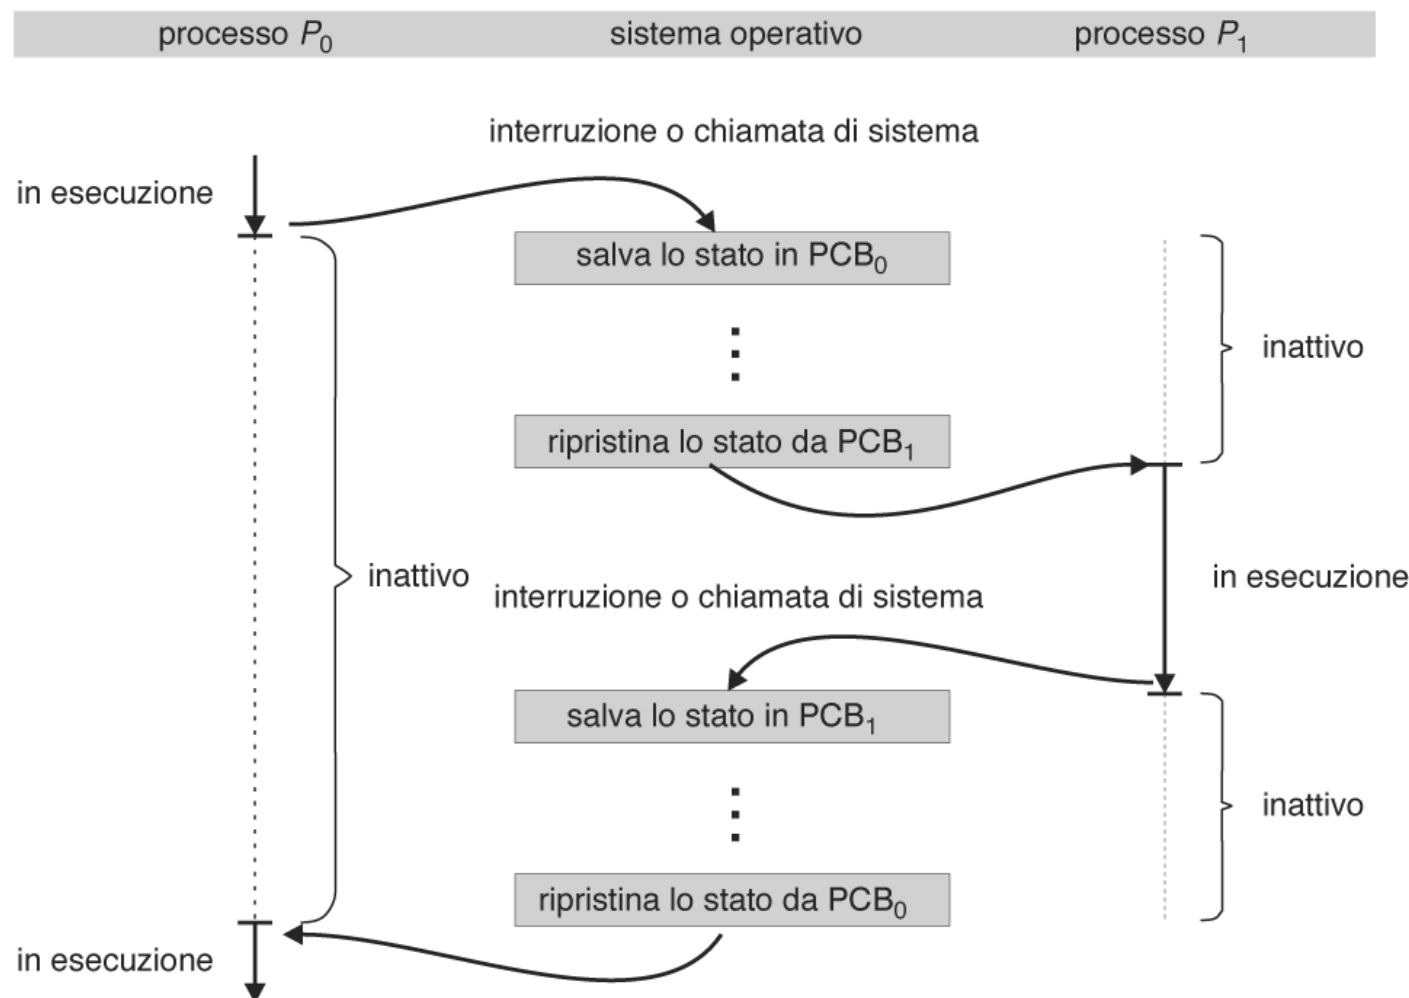 processo P₀ sistema operativo processo P₁
interruzione o chiamata di sistema
in esecuzione
salva lo stato in PCB₀
inattivo
ripristina lo stato da PCB₁
inattivo
in esecuzione
interruzione o chiamata di sistema
salva lo stato in PCB₁
inattivo
ripristina lo stato da PCB₀
in esecuzione